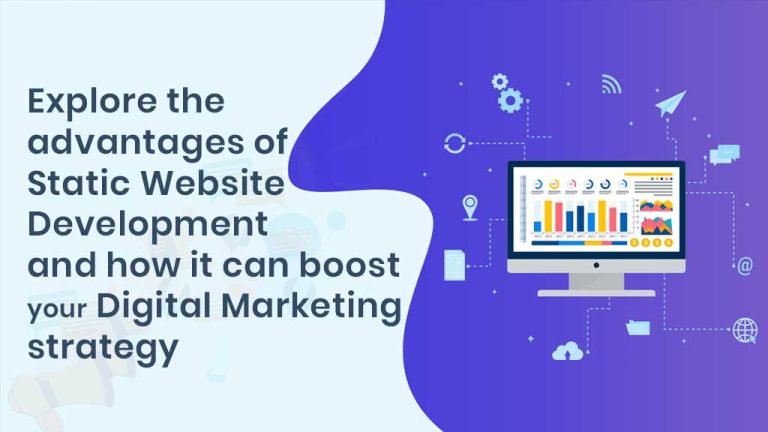 Explore the
advantages of
Static Website
Development
and how it can boost
your Digital Marketing
strategy
@